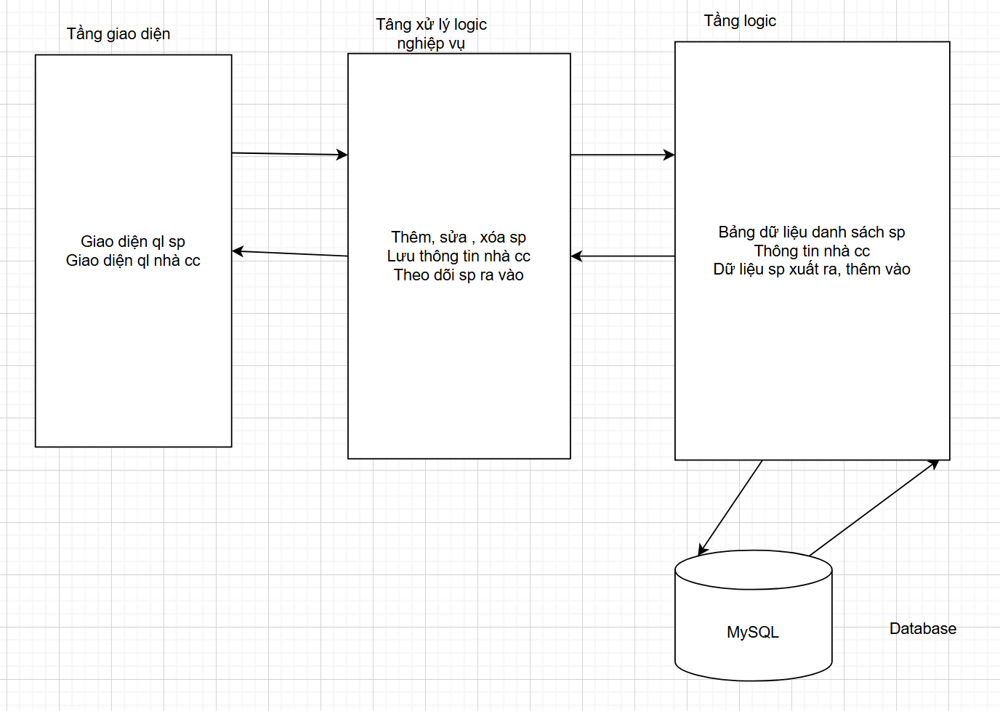 Tầng giao diện
Tâng xử lý logic
nghiệp vụ
Tầng logic
Giao diện ql sp
Giao diện ql nhà cc
Thêm, sửa , xóa sp
Lưu thông tin nhà cc
Theo dõi sp ra vào
Bảng dữ liệu danh sách sp
Thông tin nhà cc
Dữ liệu sp xuất ra, thêm vào
MySQL
Database